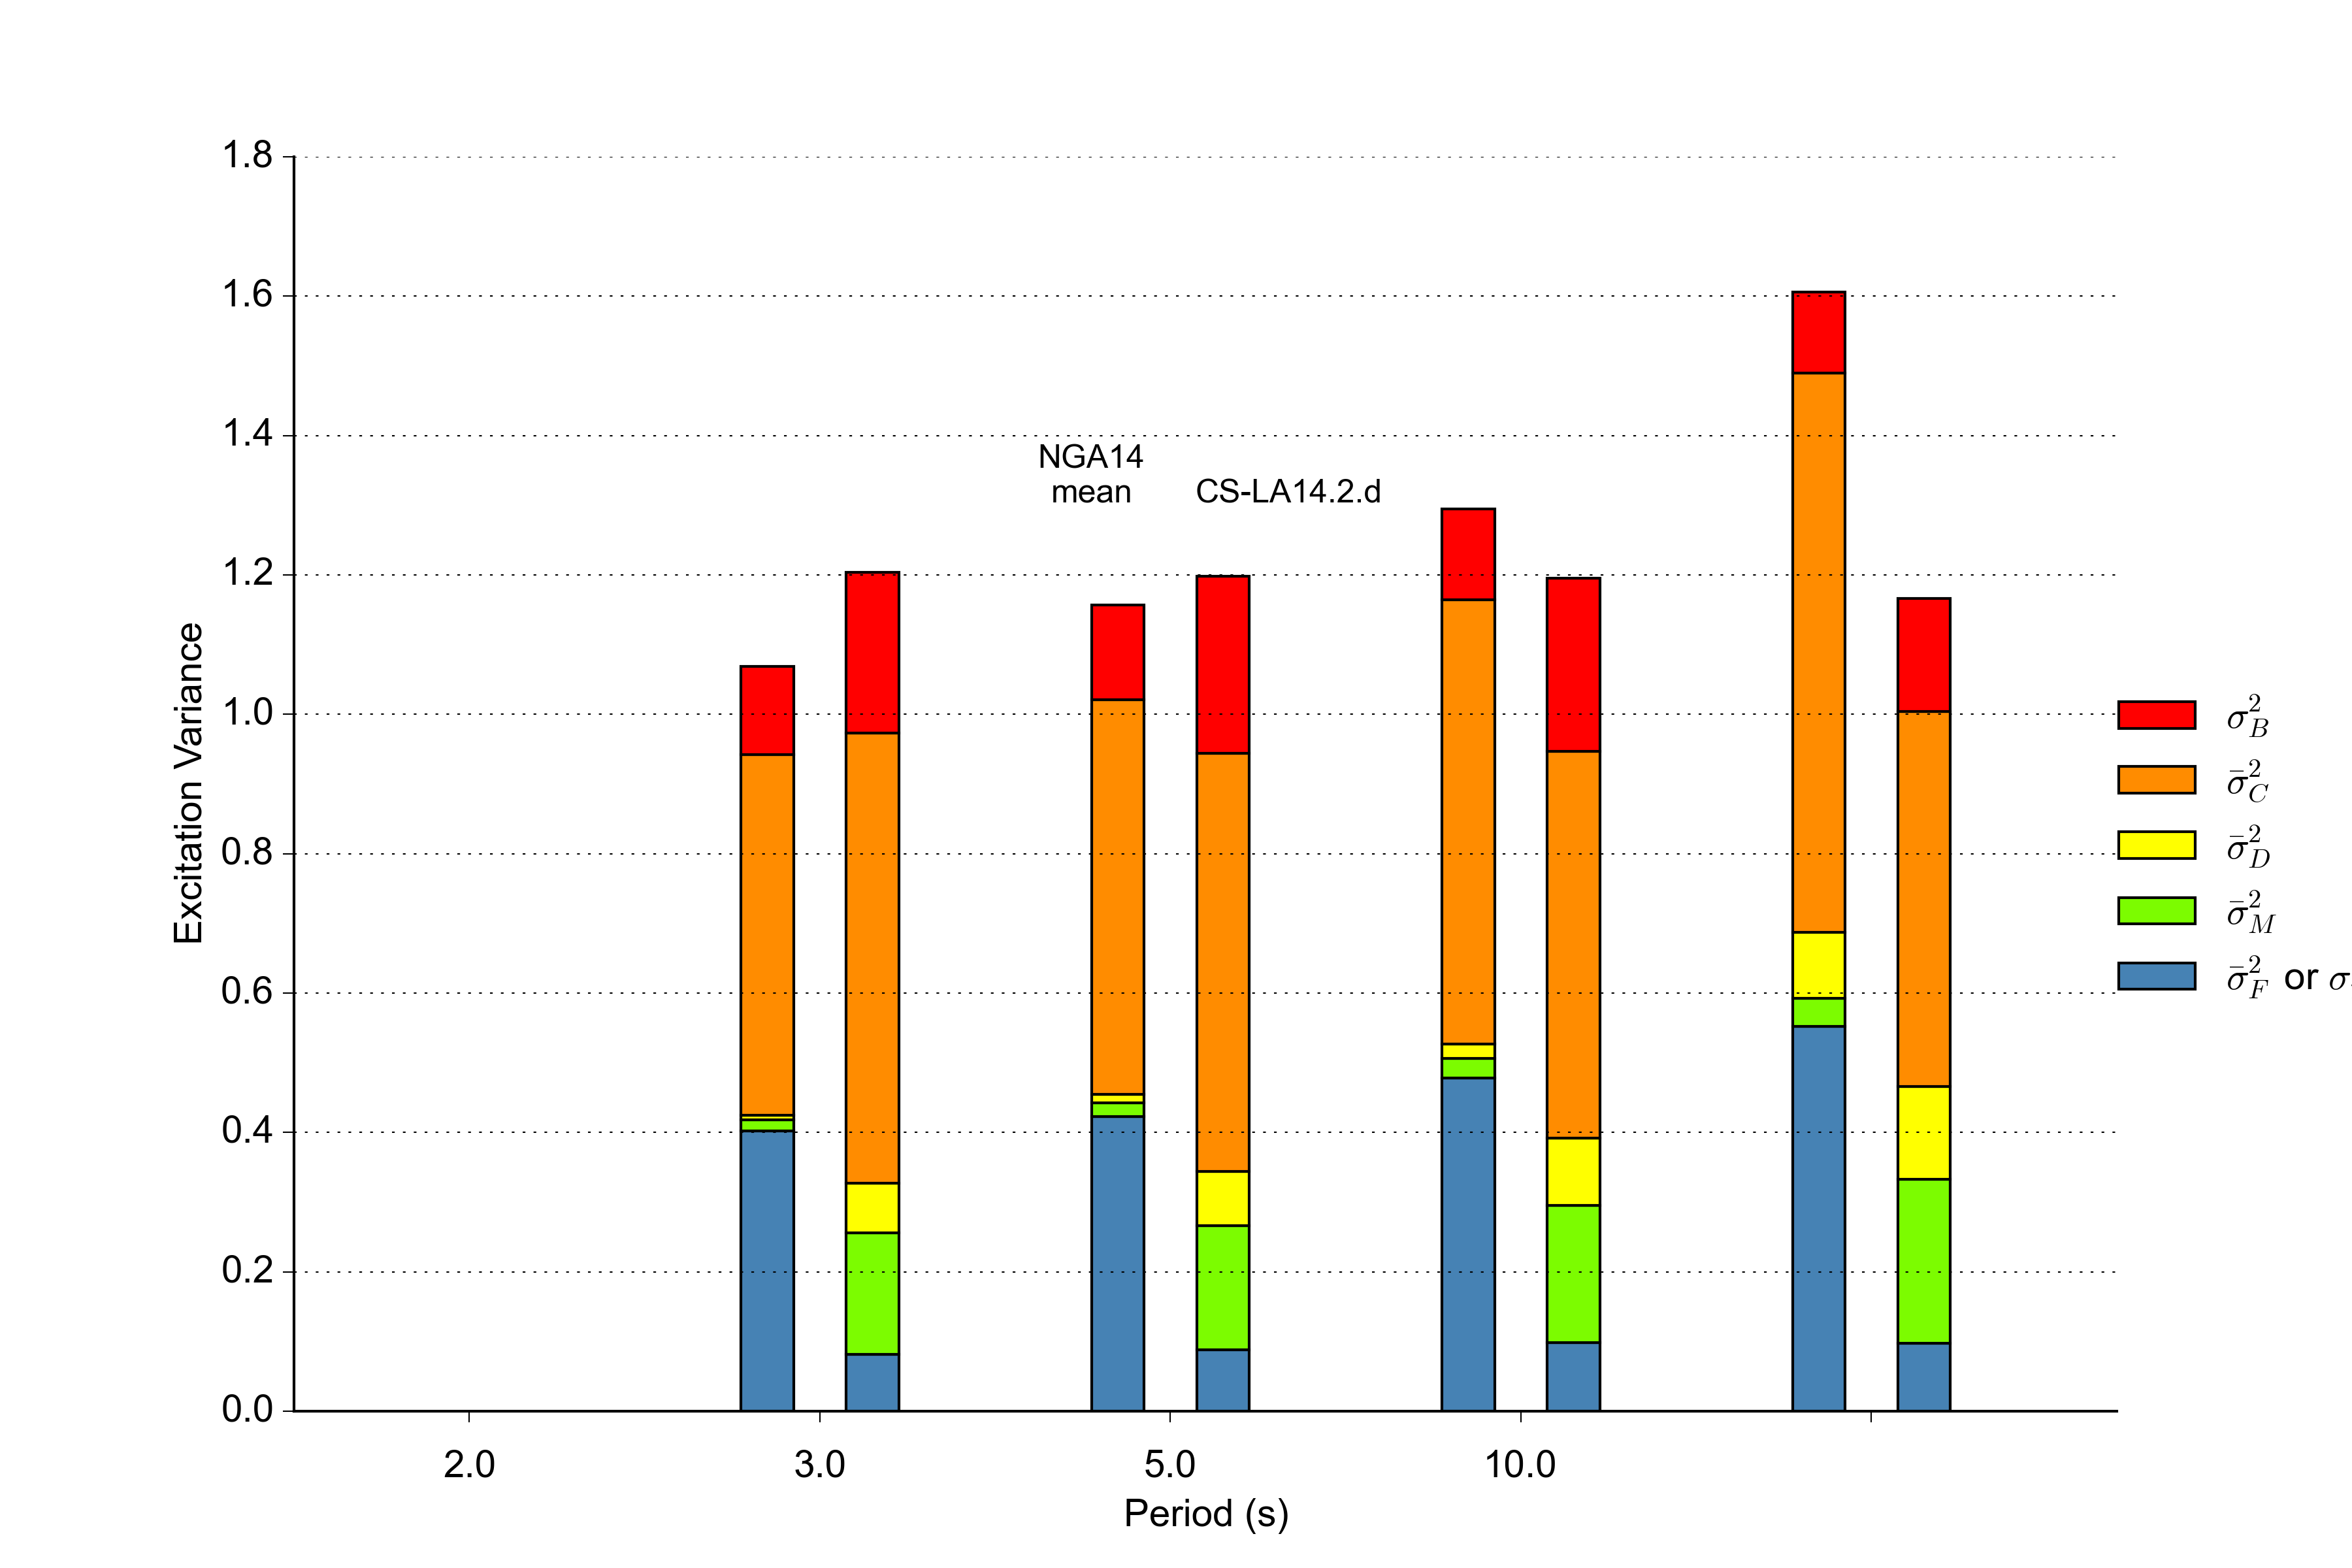 1.8
1.6
1.4
1.2
1.0
0.8
0.6
0.4
0.2
0.0
Excitation Variance
NGA14
mean
CS-LA14.2.d
2.0 3.0 5.0 10.0
Period (s)
σ²_B
σ̄²_C
σ̄²_D
σ̄²_M
σ̄²_F or σ